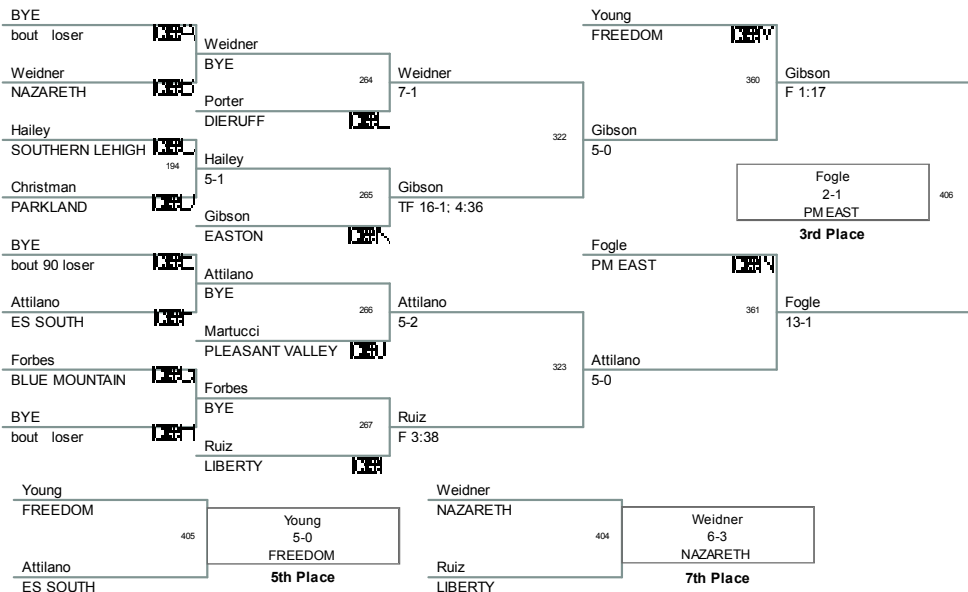 BYE
bout loser
Weidner
NAZARETH
Hailey
SOUTHERN LEHIGH
194
Christman
PARKLAND
BYE
bout 90 loser
Attilano
ES SOUTH
Forbes
BLUE MOUNTAIN
BYE
bout loser
Weidner
BYE
264
Porter
DIERUFF
Hailey
5-1
265
Gibson
EASTON
Attilano
BYE
266
Martucci
PLEASANT VALLEY
Forbes
BYE
267
Ruiz
LIBERTY
Weidner
7-1
322
Gibson
TF 16-1; 4:36
Attilano
5-2
323
Ruiz
F 3:38
Young
FREEDOM
360
Gibson
5-0
Fogle
PM EAST
361
Attilano
5-0
Gibson
F 1:17
Fogle
2-1
PM EAST
406
3rd Place
Fogle
13-1
Young
FREEDOM
405
Attilano
ES SOUTH
Young
5-0
FREEDOM
5th Place
Weidner
NAZARETH
404
Ruiz
LIBERTY
Weidner
6-3
NAZARETH
7th Place